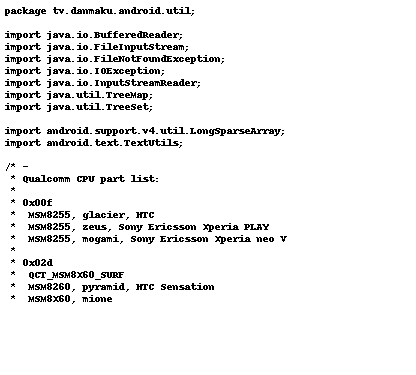 package tv.danmaku.android.util;

import java.io.BufferedReader;
import java.io.FileInputStream;
import java.io.FileNotFoundException;
import java.io.IOException;
import java.io.InputStreamReader;
import java.util.TreeMap;
import java.util.TreeSet;

import android.support.v4.util.LongSparseArray;
import android.text.TextUtils;

/* -
 * Qualcomm CPU part list:
 *
 * 0x00f
 *  MSM8255, glacier, HTC
 *  MSM8255, zeus, Sony Ericsson Xperia PLAY
 *  MSM8255, mogami, Sony Ericsson Xperia neo V
 *
 * 0x02d
 *  QCT_MSM8X60_SURF
 *  MSM8260, pyramid, HTC Sensation
 *  MSM8X60, mione